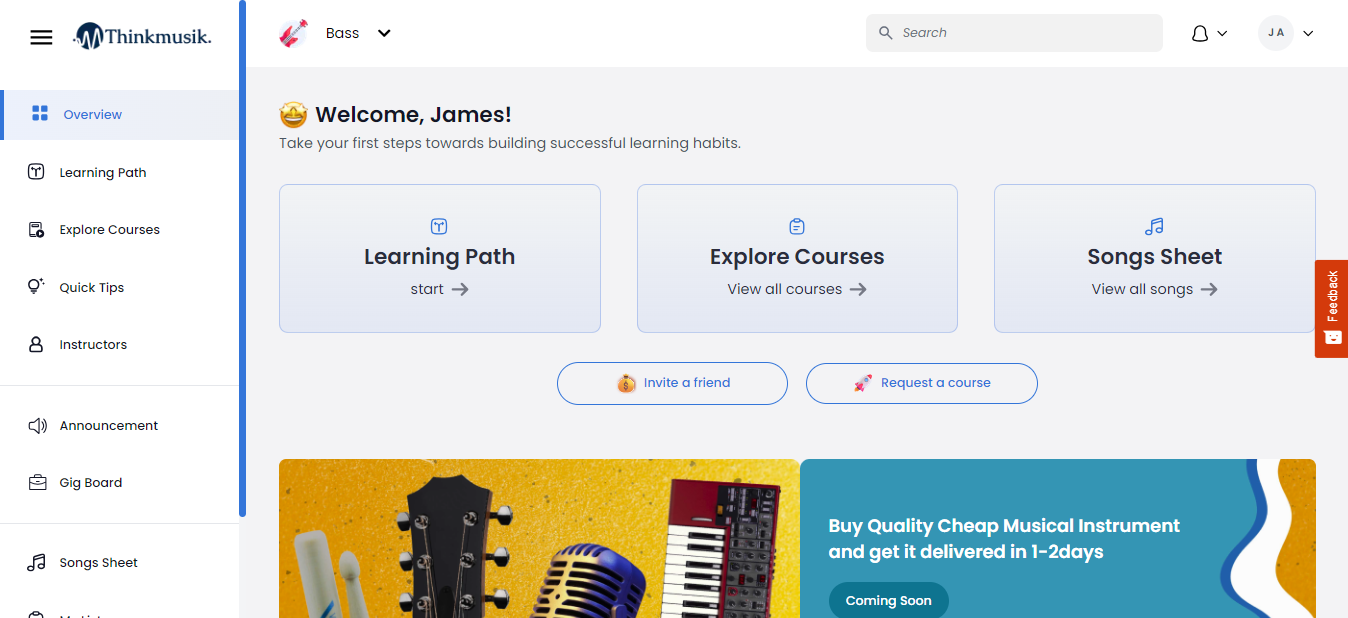 Thinkmusik.
Bass
Search
J A
Overview
Learning Path
Explore Courses
Quick Tips
Instructors
Announcement
Gig Board
Songs Sheet
Welcome, James!
Take your first steps towards building successful learning habits.
Learning Path
start
Explore Courses
View all courses
Songs Sheet
View all songs
Feedback
Invite a friend
Request a course
Buy Quality Cheap Musical Instrument
and get it delivered in 1-2days
Coming Soon